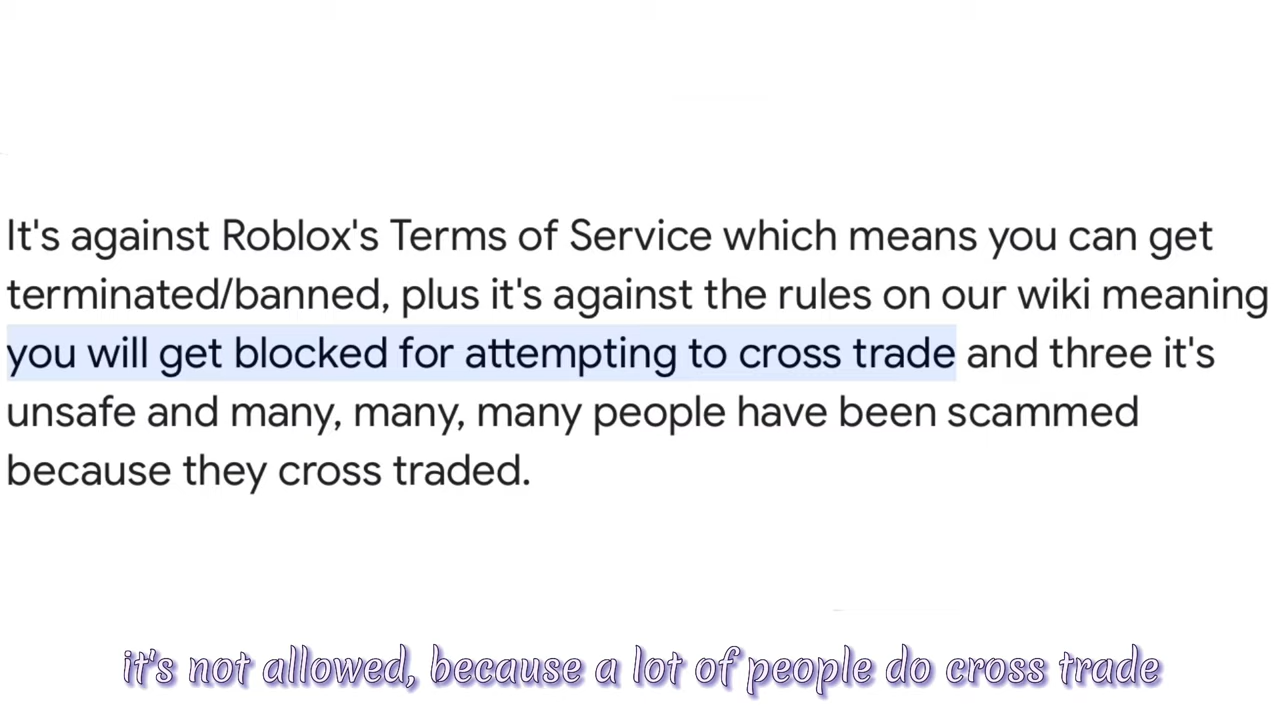 It's against Roblox's Terms of Service which means you can get
terminated/banned, plus it's against the rules on our wiki meaning
you will get blocked for attempting to cross trade and three it's
unsafe and many, many, many people have been scammed
because they cross traded.
it's not allowed, because a lot of people do cross trade